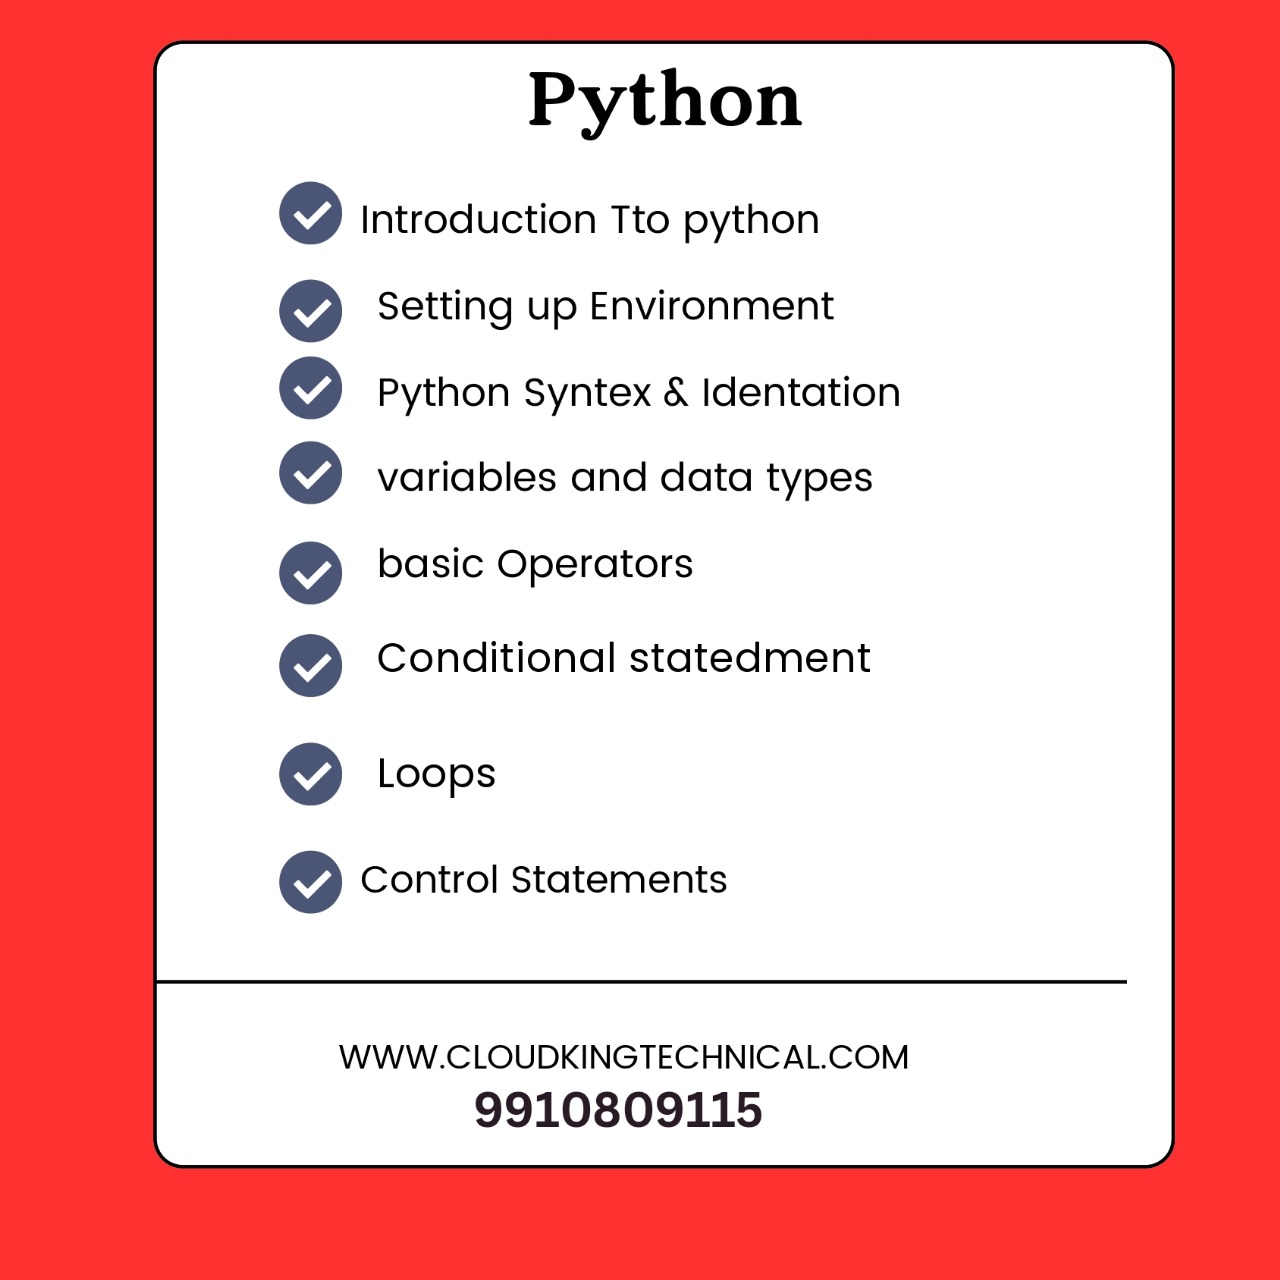 Python
Introduction Tto python
Setting up Environment
Python Syntex & Identation
variables and data types
basic Operators
Conditional statedment
Loops
Control Statements
WWW.CLOUDKINGTECHNICAL.COM
9910809115